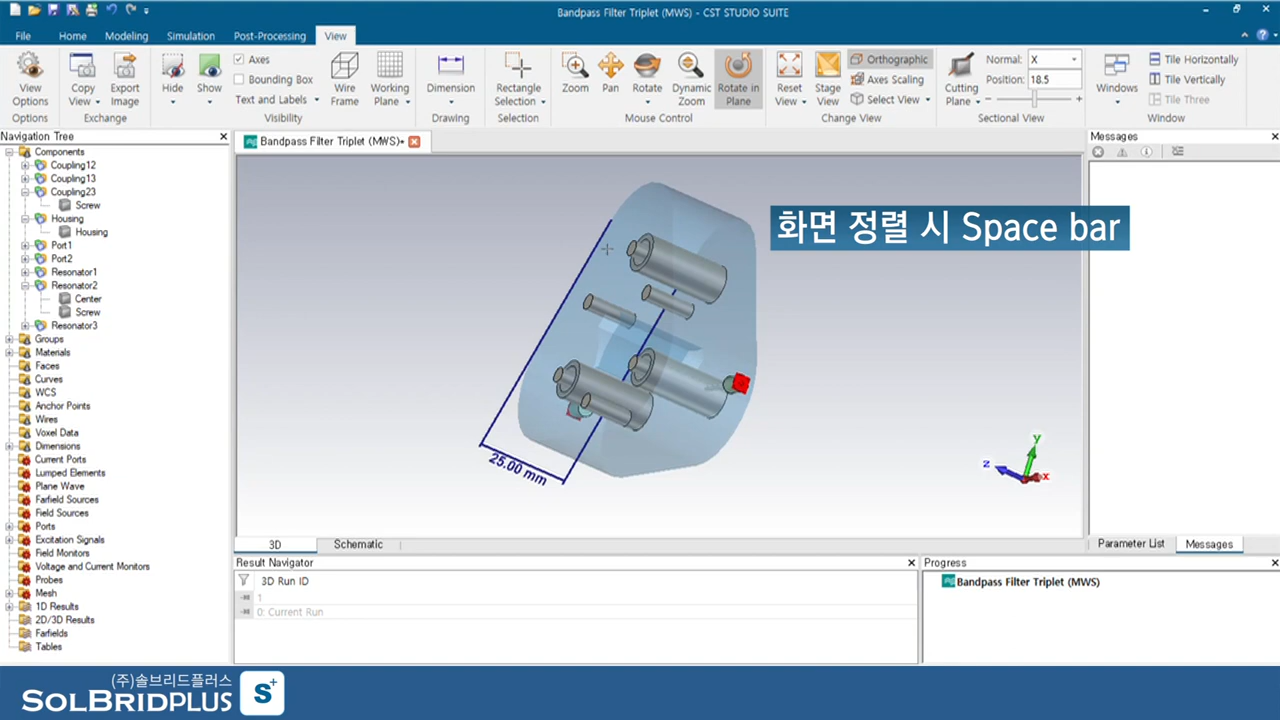 Bandpass Filter Triplet (MWS) - CST STUDIO SUITE
File Home Modeling Simulation Post-Processing View
View Options
Options
Copy View
Export Image
Exchange
Hide
Show
Axes
Bounding Box
Text and Labels
Wire Frame
Working Plane
Visibility
Dimension
Drawing
Rectangle Selection
Selection
Zoom
Pan
Rotate
Dynamic Zoom
Rotate in Plane
Mouse Control
Reset View
Stage View
Orthographic
Axes Scaling
Select View
Change View
Cutting Plane
Normal: X
Position: 18.5
Sectional View
Windows
Tile Horizontally
Tile Vertically
Tile Three
Window
Navigation Tree
Components
Coupling12
Coupling13
Coupling23
Screw
Housing
Housing
Port1
Port2
Resonator1
Resonator2
Center
Screw
Resonator3
Groups
Materials
Faces
Curves
WCS
Anchor Points
Wires
Voxel Data
Dimensions
Current Ports
Lumped Elements
Plane Wave
Farfield Sources
Field Sources
Ports
Excitation Signals
Field Monitors
Voltage and Current Monitors
Probes
Mesh
1D Results
2D/3D Results
Farfields
Tables
Bandpass Filter Triplet (MWS)*
화면 정렬 시 Space bar
25.00 mm
y
z
x
3D Schematic
Messages
Parameter List Messages
Result Navigator
3D Run ID
1
0: Current Run
Progress
Bandpass Filter Triplet (MWS)
(주)솔브리드플러스
SOLBRIDPLUS
S+